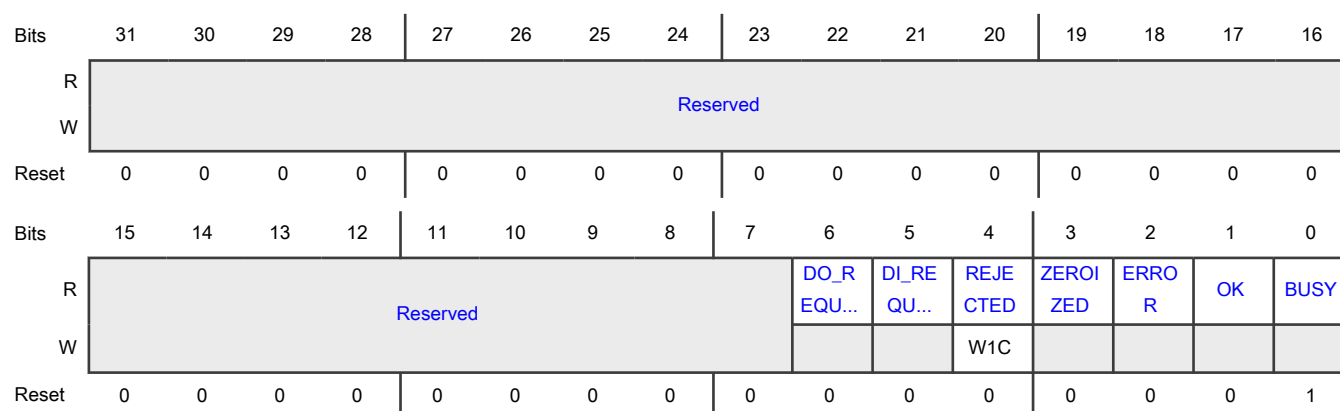 Bits 31 30 29 28 27 26 25 24 23 22 21 20 19 18 17 16
R
Reserved
W
Reset 0 0 0 0 0 0 0 0 0 0 0 0 0 0 0 0
Bits 15 14 13 12 11 10 9 8 7 6 5 4 3 2 1 0
R Reserved DO_R DI_RE REJE ZEROI ERRO OK BUSY
EQU... QU... CTED ZED R
W W1C
Reset 0 0 0 0 0 0 0 0 0 0 0 0 0 0 0 1